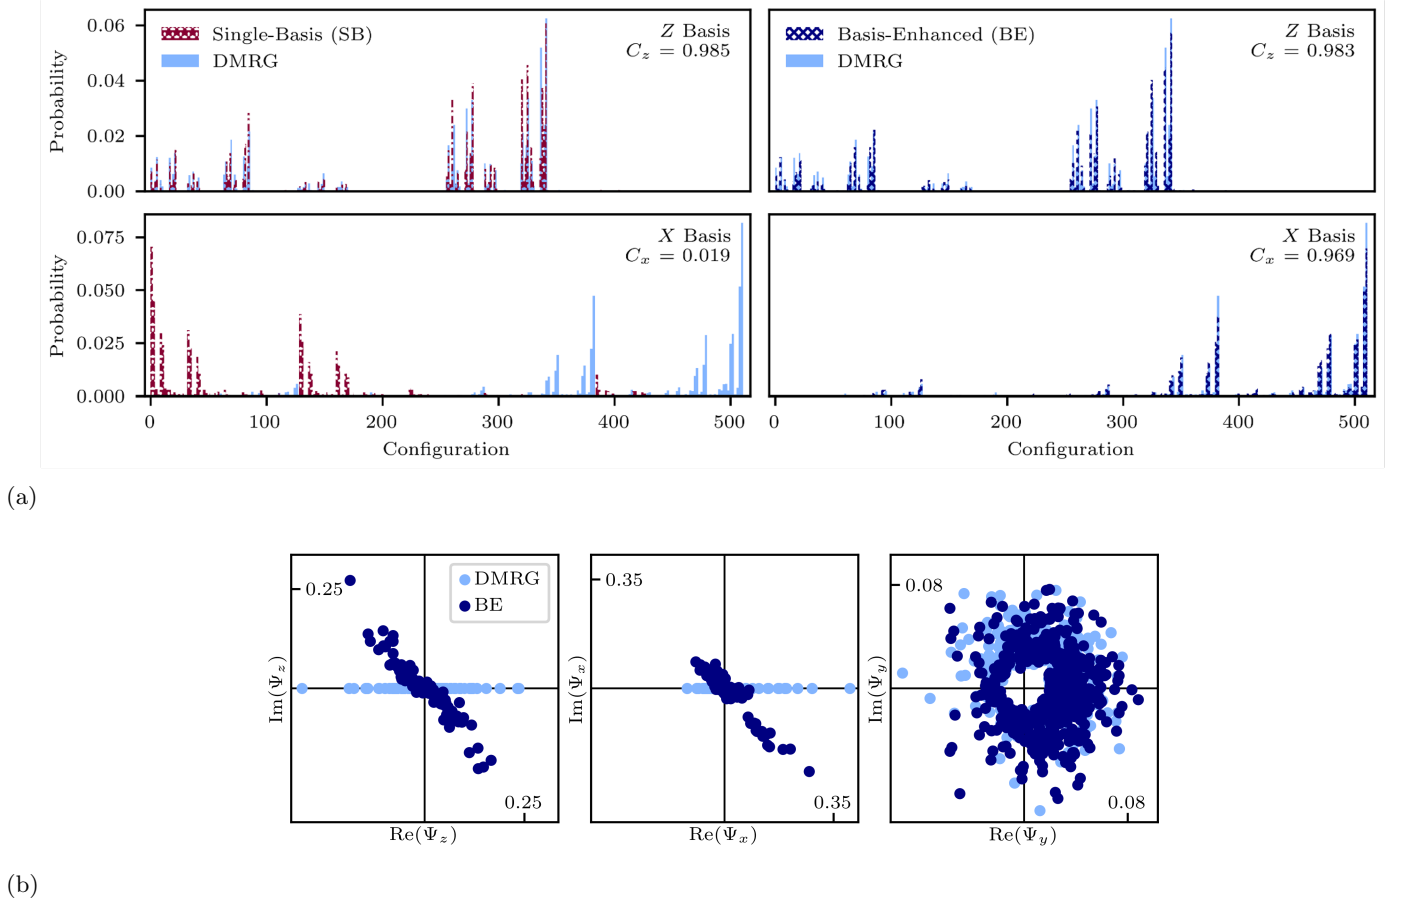 Probability
0.06
0.04
0.02
0.00
Single-Basis (SB)
DMRG
Z Basis
C_z = 0.985
Basis-Enhanced (BE)
DMRG
Z Basis
C_z = 0.983
Probability
0.075
0.050
0.025
0.000
X Basis
C_x = 0.019
X Basis
C_x = 0.969
0 100 200 300 400 500
0 100 200 300 400 500
Configuration
Configuration
(a)
Im(Ψ_z)
0.25
DMRG
BE
0.25
Re(Ψ_z)
Im(Ψ_x)
0.35
0.35
Re(Ψ_x)
Im(Ψ_y)
0.08
0.08
Re(Ψ_y)
(b)